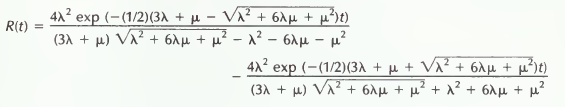 R(t) = 4λ² exp (−(1/2)(3λ + μ − √λ² + 6λμ + μ²)t) / (3λ + μ) √λ² + 6λμ + μ² − λ² − 6λμ − μ²
− 4λ² exp (−(1/2)(3λ + μ + √λ² + 6λμ + μ²)t) / (3λ + μ) √λ² + 6λμ + μ² + λ² + 6λμ + μ²